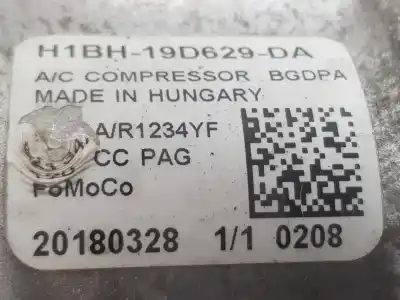 H1BH-19D629-DA
A/C COMPRESSOR BGDPA
MADE IN HUNGARY
A/R1234YF
CC PAG
FoMoCo
20180328 1/1 0208